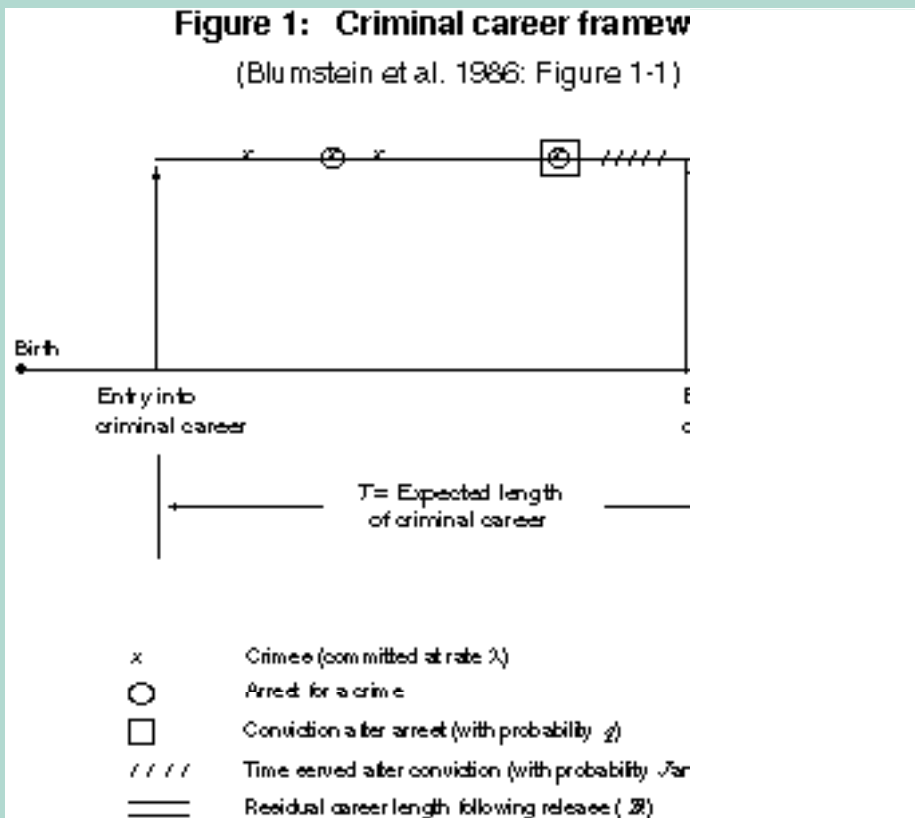 Figure 1: Criminal career framew
(Blumstein et al. 1986: Figure 1-1)
x x x x
Birth
Entry into
criminal career
E
c
T = Expected length
of criminal career
x Crimes (committed at rate λ)
Arrest for a crime
Conviction after arrest (with probability q)
//// Time served after conviction (with probability J an
Residual career length following release ( R)